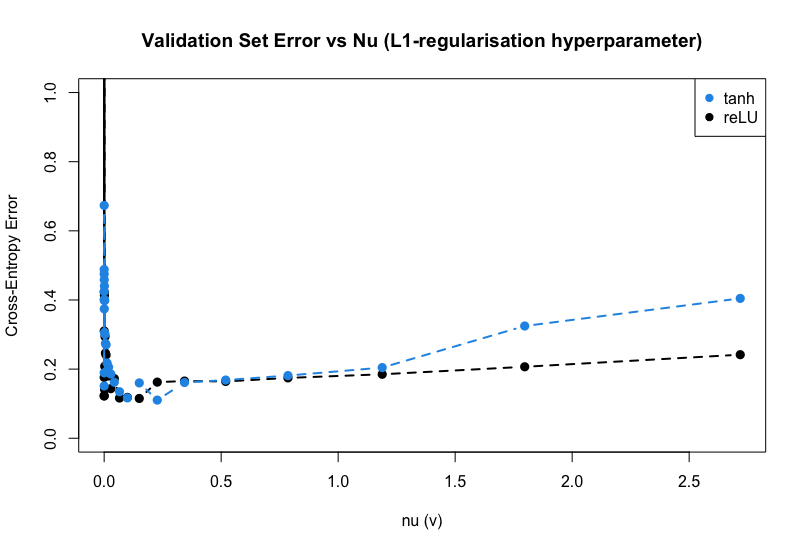 Validation Set Error vs Nu (L1-regularisation hyperparameter)
Cross-Entropy Error
1.0
0.8
0.6
0.4
0.2
0.0
tanh
reLU
0.0 0.5 1.0 1.5 2.0 2.5
nu (v)